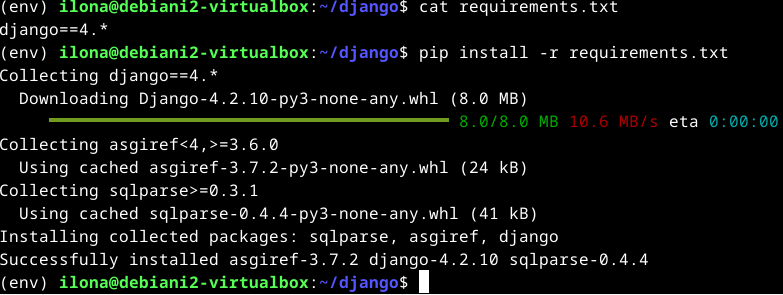 (env) ilona@debiani2-virtualbox:~/django$ cat requirements.txt
django==4.*
(env) ilona@debiani2-virtualbox:~/django$ pip install -r requirements.txt
Collecting django==4.*
  Downloading Django-4.2.10-py3-none-any.whl (8.0 MB)
8.0/8.0 MB 10.6 MB/s eta 0:00:00
Collecting asgiref<4,>=3.6.0
  Using cached asgiref-3.7.2-py3-none-any.whl (24 kB)
Collecting sqlparse>=0.3.1
  Using cached sqlparse-0.4.4-py3-none-any.whl (41 kB)
Installing collected packages: sqlparse, asgiref, django
Successfully installed asgiref-3.7.2 django-4.2.10 sqlparse-0.4.4
(env) ilona@debiani2-virtualbox:~/django$